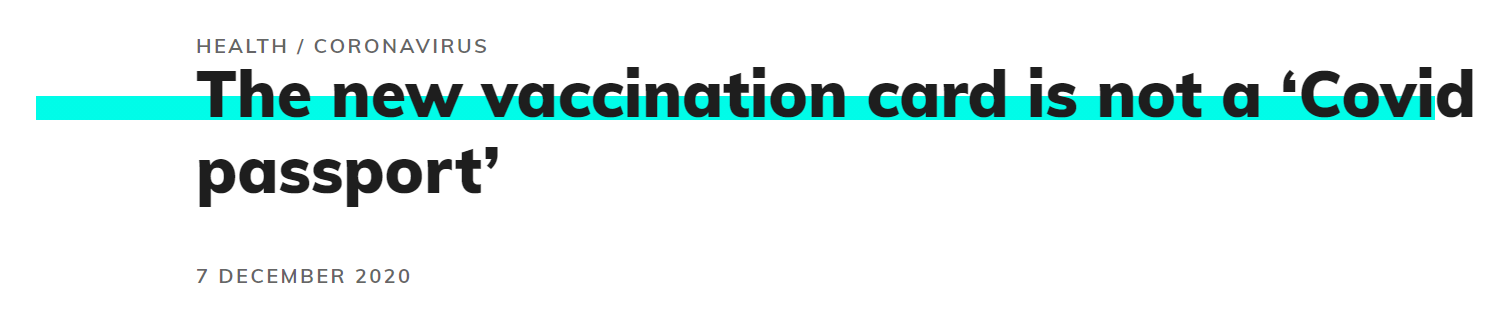 HEALTH / CORONAVIRUS
The new vaccination card is not a ‘Covid
passport’
7 DECEMBER 2020